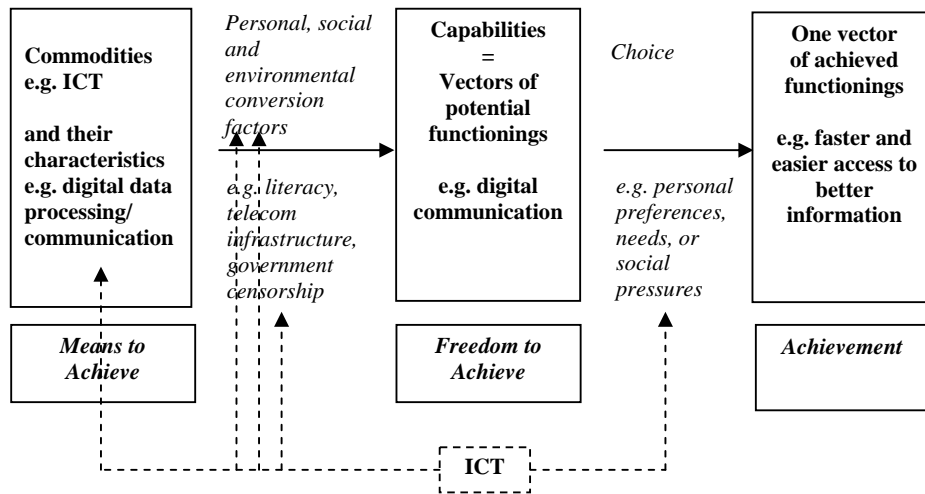 Commodities
e.g. ICT
and their
characteristics
e.g. digital data
processing/
communication
Personal, social
and
environmental
conversion
factors
e.g. literacy,
telecom
infrastructure,
government
censorship
Capabilities
=
Vectors of
potential
functionings
e.g. digital
communication
Choice
e.g. personal
preferences,
needs, or
social
pressures
One vector
of achieved
functionings
e.g. faster and
easier access to
better
information
Means to
Achieve
Freedom to
Achieve
Achievement
ICT